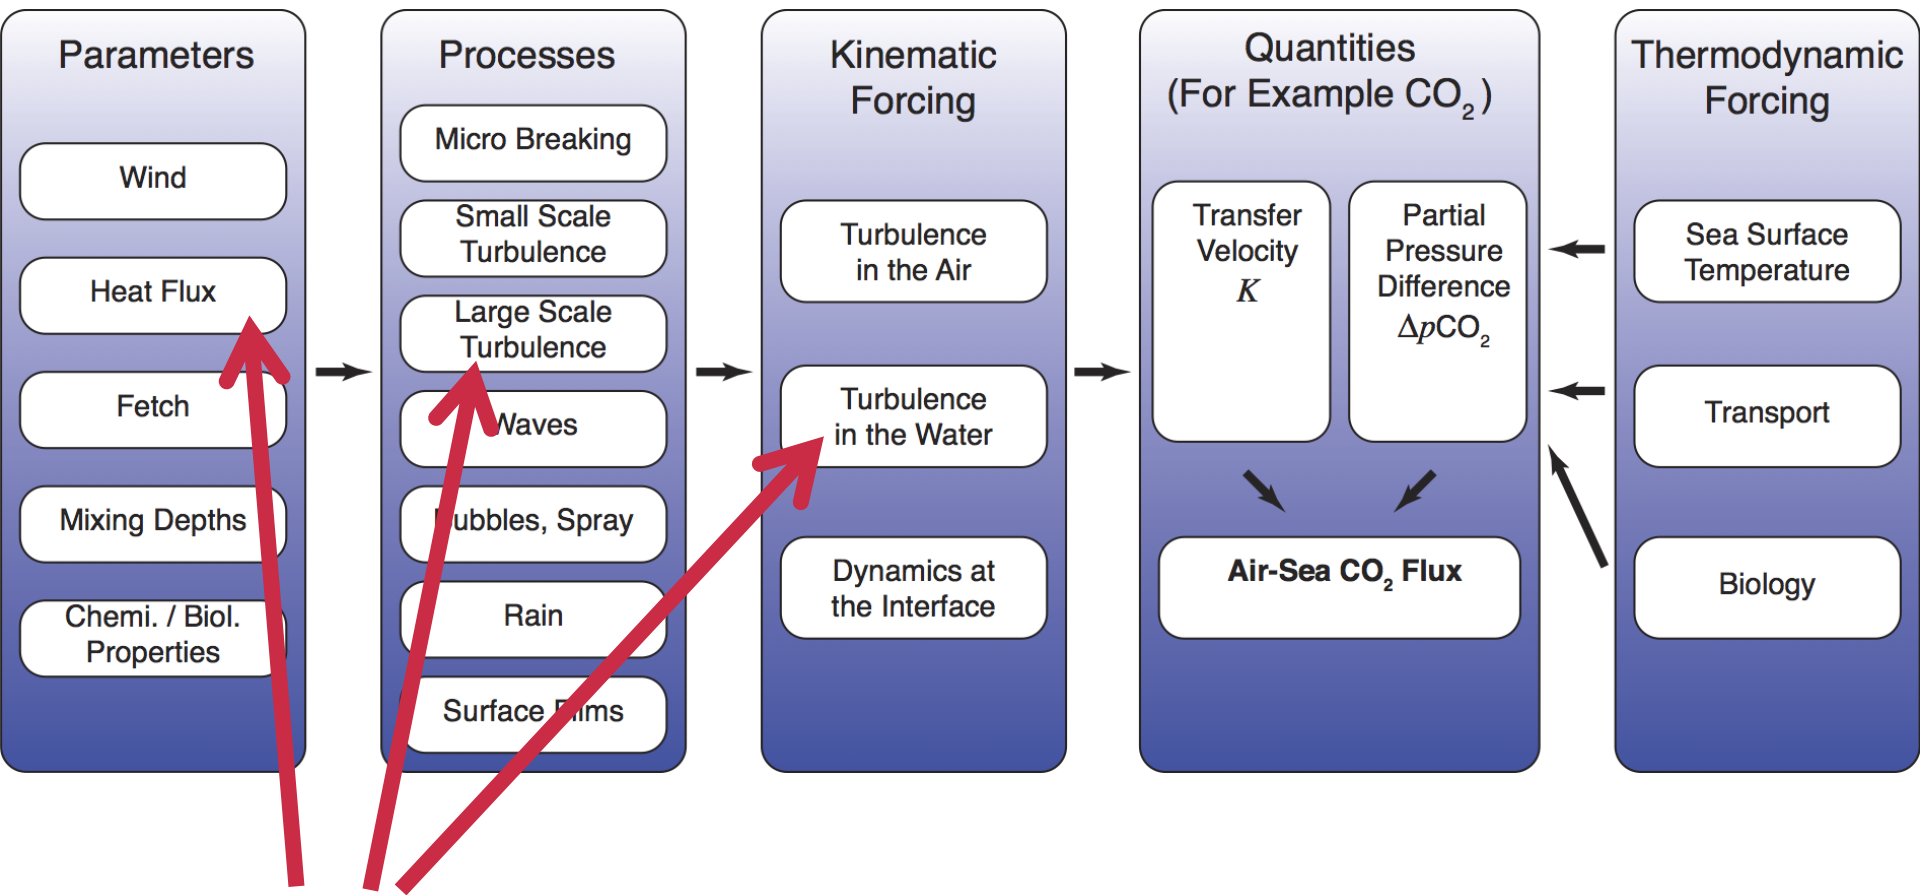 Parameters
Wind
Heat Flux
Fetch
Mixing Depths
Chemi. / Biol.
Properties
Processes
Micro Breaking
Small Scale
Turbulence
Large Scale
Turbulence
Waves
Bubbles, Spray
Rain
Surface Films
Kinematic
Forcing
Turbulence
in the Air
Turbulence
in the Water
Dynamics at
the Interface
Quantities
(For Example CO₂)
Transfer
Velocity
K
Partial
Pressure
Difference
ΔpCO₂
Air-Sea CO₂ Flux
Thermodynamic
Forcing
Sea Surface
Temperature
Transport
Biology